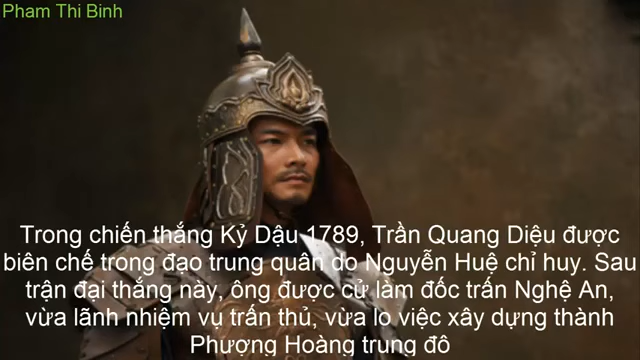 Pham Thi Binh
Trong chiến thắng Kỷ Dậu 1789, Trần Quang Diệu được
biên chế trong đạo trung quân do Nguyễn Huệ chỉ huy. Sau
trận đại thắng này, ông được cử làm đốc trấn Nghệ An,
vừa lãnh nhiệm vụ trấn thủ, vừa lo việc xây dựng thành
Phượng Hoàng trung đô